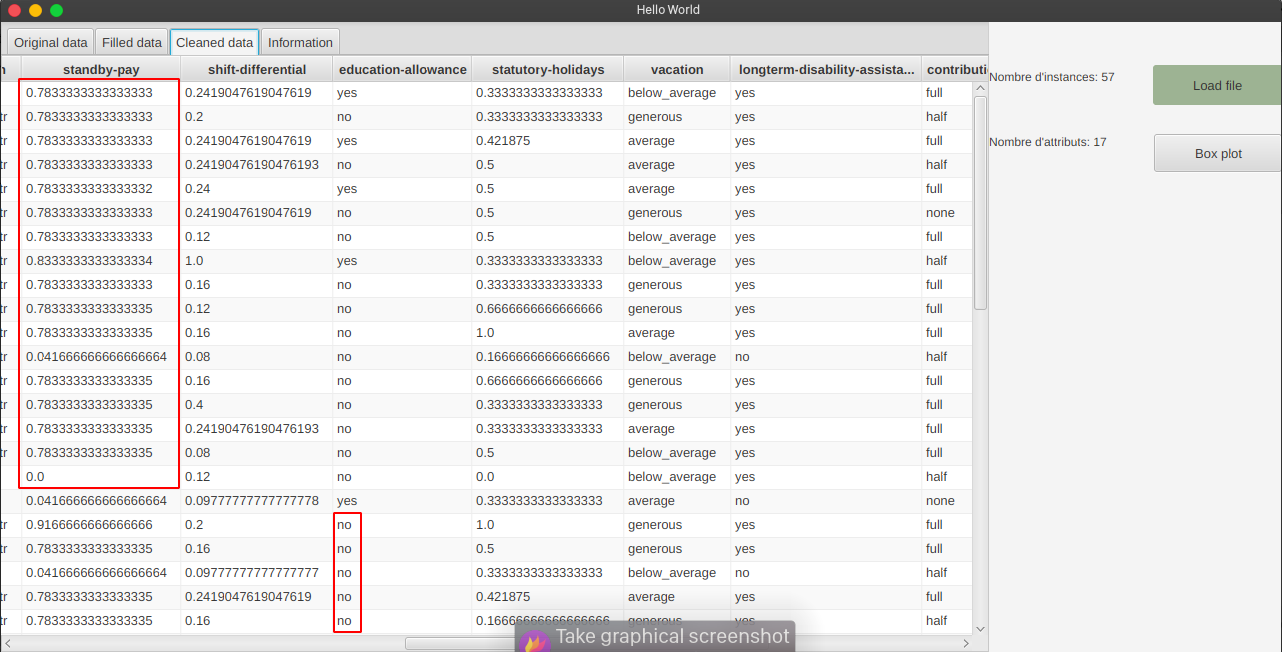 Hello World
Original data Filled data Cleaned data Information
n standby-pay shift-differential education-allowance statutory-holidays vacation longterm-disability-assista... contributi
0.7833333333333333 0.2419047619047619 yes 0.3333333333333333 below_average yes full
tr 0.7833333333333333 0.2 no 0.3333333333333333 generous yes half
tr 0.7833333333333333 0.2419047619047619 yes 0.421875 average yes full
tr 0.7833333333333333 0.24190476190476193 no 0.5 average yes half
tr 0.7833333333333332 0.24 yes 0.5 average yes full
tr 0.7833333333333333 0.2419047619047619 no 0.5 generous yes none
tr 0.7833333333333333 0.12 no 0.5 below_average yes full
tr 0.8333333333333334 1.0 yes 0.3333333333333333 below_average yes half
tr 0.7833333333333333 0.16 no 0.3333333333333333 generous yes full
tr 0.7833333333333335 0.12 no 0.6666666666666666 generous yes full
tr 0.7833333333333335 0.16 no 1.0 average yes full
tr 0.041666666666666664 0.08 no 0.16666666666666666 below_average no half
tr 0.7833333333333335 0.16 no 0.6666666666666666 generous yes full
tr 0.7833333333333335 0.4 no 0.3333333333333333 generous yes full
tr 0.7833333333333335 0.24190476190476193 no 0.3333333333333333 average yes full
tr 0.7833333333333335 0.08 no 0.5 below_average yes full
0.0 0.12 no 0.0 below_average yes half
0.041666666666666664 0.09777777777777778 yes 0.3333333333333333 average no none
tr 0.9166666666666666 0.2 no 1.0 generous yes full
tr 0.7833333333333335 0.16 no 0.5 generous yes full
0.041666666666666664 0.09777777777777777 no 0.3333333333333333 below_average no half
tr 0.7833333333333335 0.2419047619047619 no 0.421875 average yes full
tr 0.7833333333333335 0.16 no 0.16666666666666666 generous yes half
Nombre d'instances: 57 Load file
Nombre d'attributs: 17 Box plot
Take graphical screenshot